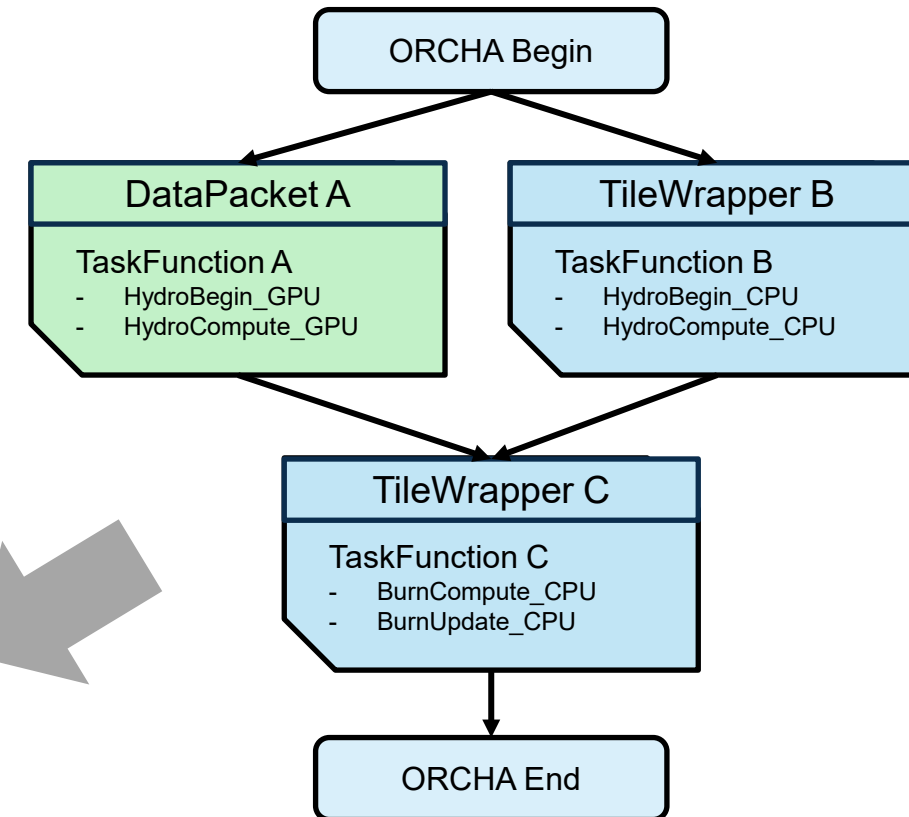 ORCHA Begin
DataPacket A
TaskFunction A
- HydroBegin_GPU
- HydroCompute_GPU
TileWrapper B
TaskFunction B
- HydroBegin_CPU
- HydroCompute_CPU
TileWrapper C
TaskFunction C
- BurnCompute_CPU
- BurnUpdate_CPU
ORCHA End